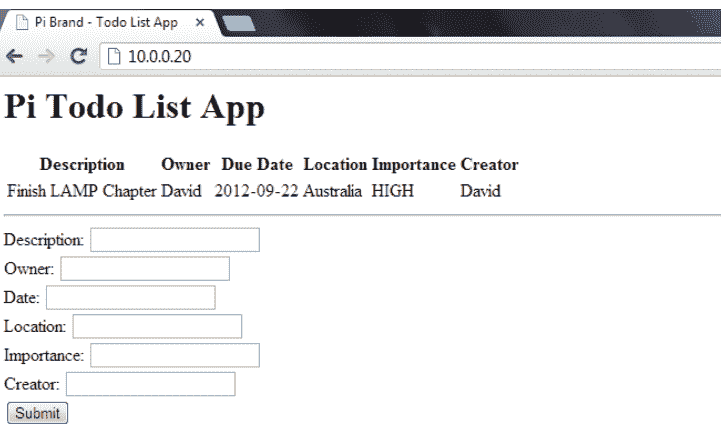 Pi Brand - Todo List App ×
10.0.0.20
Pi Todo List App
Description Owner Due Date Location Importance Creator
Finish LAMP Chapter David 2012-09-22 Australia HIGH David
Description:
Owner:
Date:
Location:
Importance:
Creator:
Submit